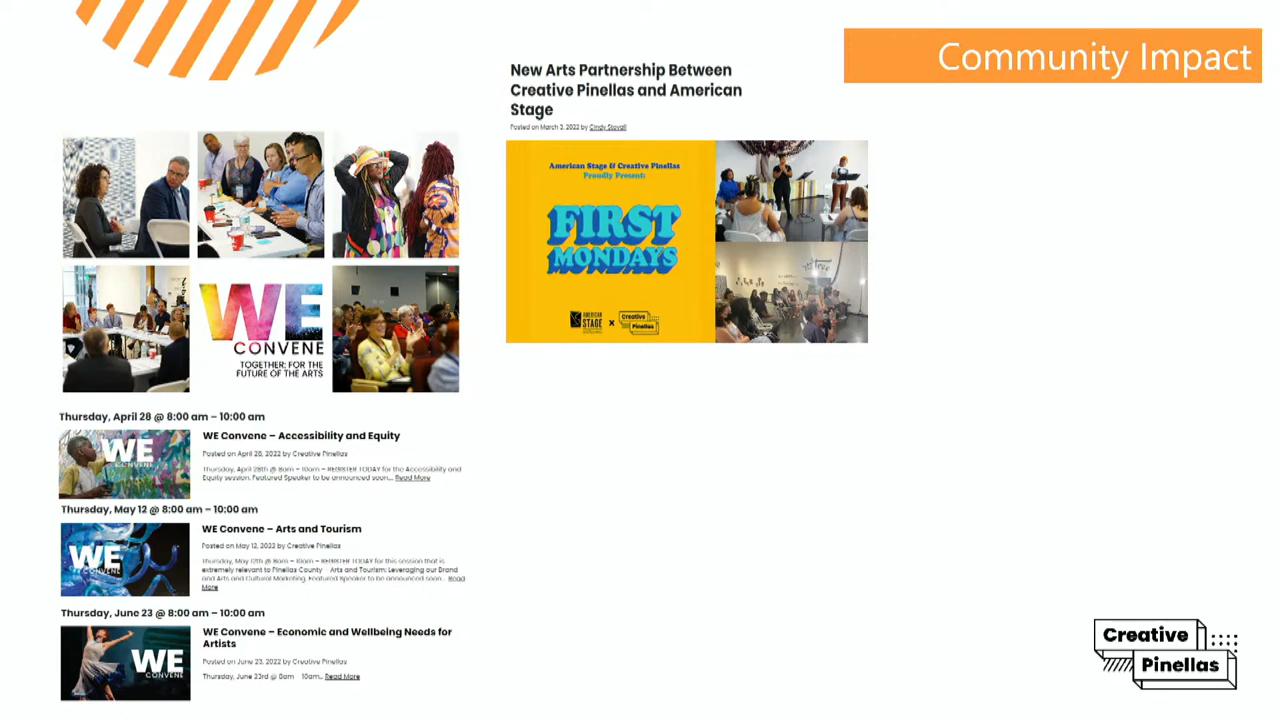 Community Impact
New Arts Partnership Between
Creative Pinellas and American
Stage
Posted on March 2, 2022 by Cindy Stovall
American Stage & Creative Pinellas
Proudly Present:
FIRST
MONDAYS
AMERICAN
STAGE
x
Creative
Pinellas
WE
CONVENE
TOGETHER: FOR THE
FUTURE OF THE ARTS
Thursday, April 28 @ 8:00 am – 10:00 am
WE
CONVENE
WE Convene – Accessibility and Equity
Posted on April 28, 2022 by Creative Pinellas
Thursday, April 28th @ 8am – 10am – REGISTER TODAY for the Accessibility and
Equity session. Featured Speaker to be announced soon... Read More
Thursday, May 12 @ 8:00 am – 10:00 am
WE
CONVENE
WE Convene – Arts and Tourism
Posted on May 12, 2022 by Creative Pinellas
Thursday, May 12th @ 8am – 10am – REGISTER TODAY for this session that is
extremely relevant to Pinellas County Arts and Tourism: Leveraging our Brand
and Arts and Cultural Marketing. Featured Speaker to be announced soon... Read
More
Thursday, June 23 @ 8:00 am – 10:00 am
WE
CONVENE
WE Convene – Economic and Wellbeing Needs for
Artists
Posted on June 23, 2022 by Creative Pinellas
Thursday, June 23rd @ 8am 10am... Read More
Creative
Pinellas